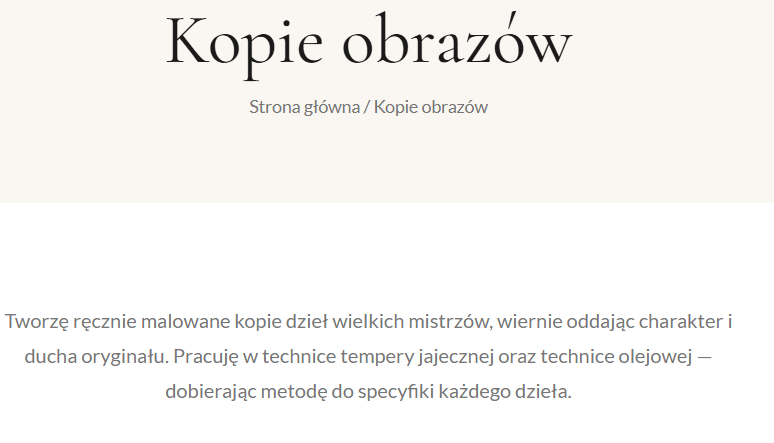 Kopie obrazów
Strona główna / Kopie obrazów
Tworzę ręcznie malowane kopie dzieł wielkich mistrzów, wiernie oddając charakter i
ducha oryginału. Pracuję w technice tempery jajecznej oraz technice olejowej —
dobierając metodę do specyfiki każdego dzieła.